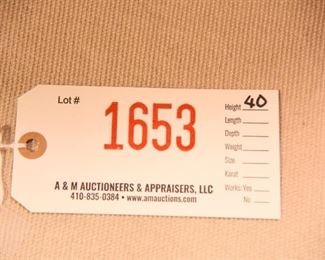 Lot #
1653
Height 40
Length
Depth
Weight
Size
Karat
Works: Yes
No
A & M AUCTIONEERS & APPRAISERS, LLC
410-835-0384 • www.amauctions.com